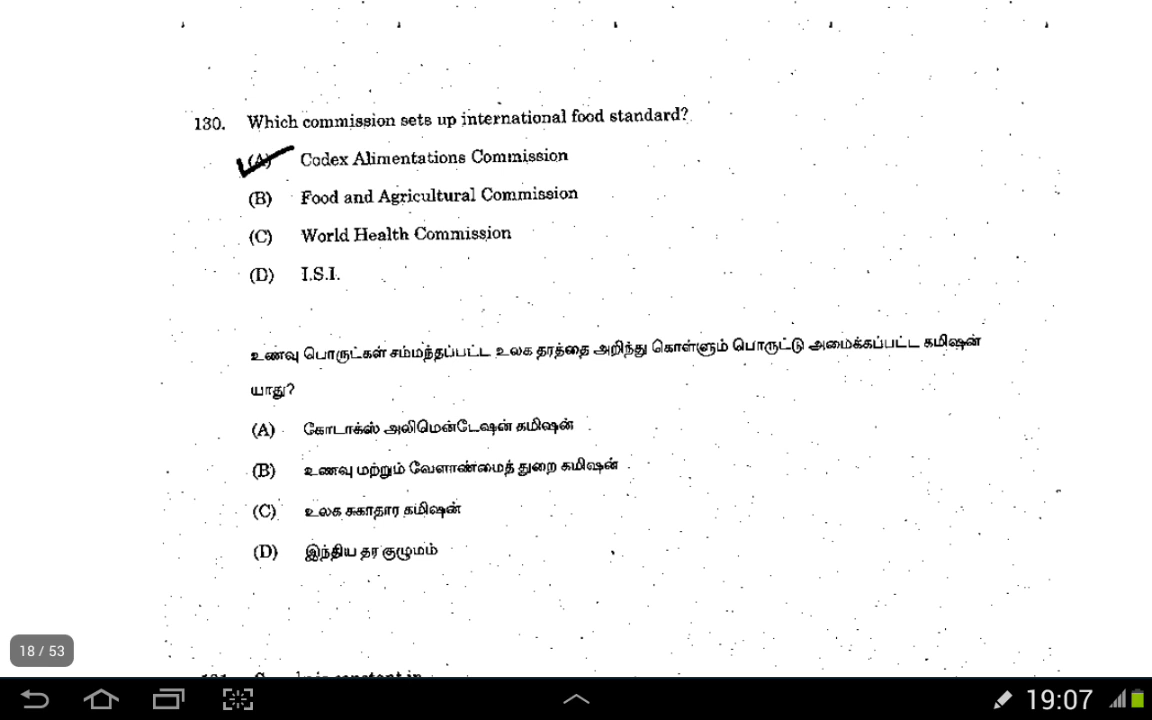 130. Which commission sets up international food standard?
(A) Codex Alimentations Commission
(B) Food and Agricultural Commission
(C) World Health Commission
(D) I.S.I.
உணவு பொருட்கள் சம்மந்தப்பட்ட உலக தரத்தை அறிந்து கொள்ளும் பொருட்டு அமைக்கப்பட்ட கமிஷன்
யாது?
(A) கோடாக்ஸ் அலிமென்டேஷன் கமிஷன்
(B) உணவு மற்றும் வேளாண்மைத் துறை கமிஷன்
(C) உலக சுகாதார கமிஷன்
(D) இந்திய தர குழுமம்
18 / 53
19:07